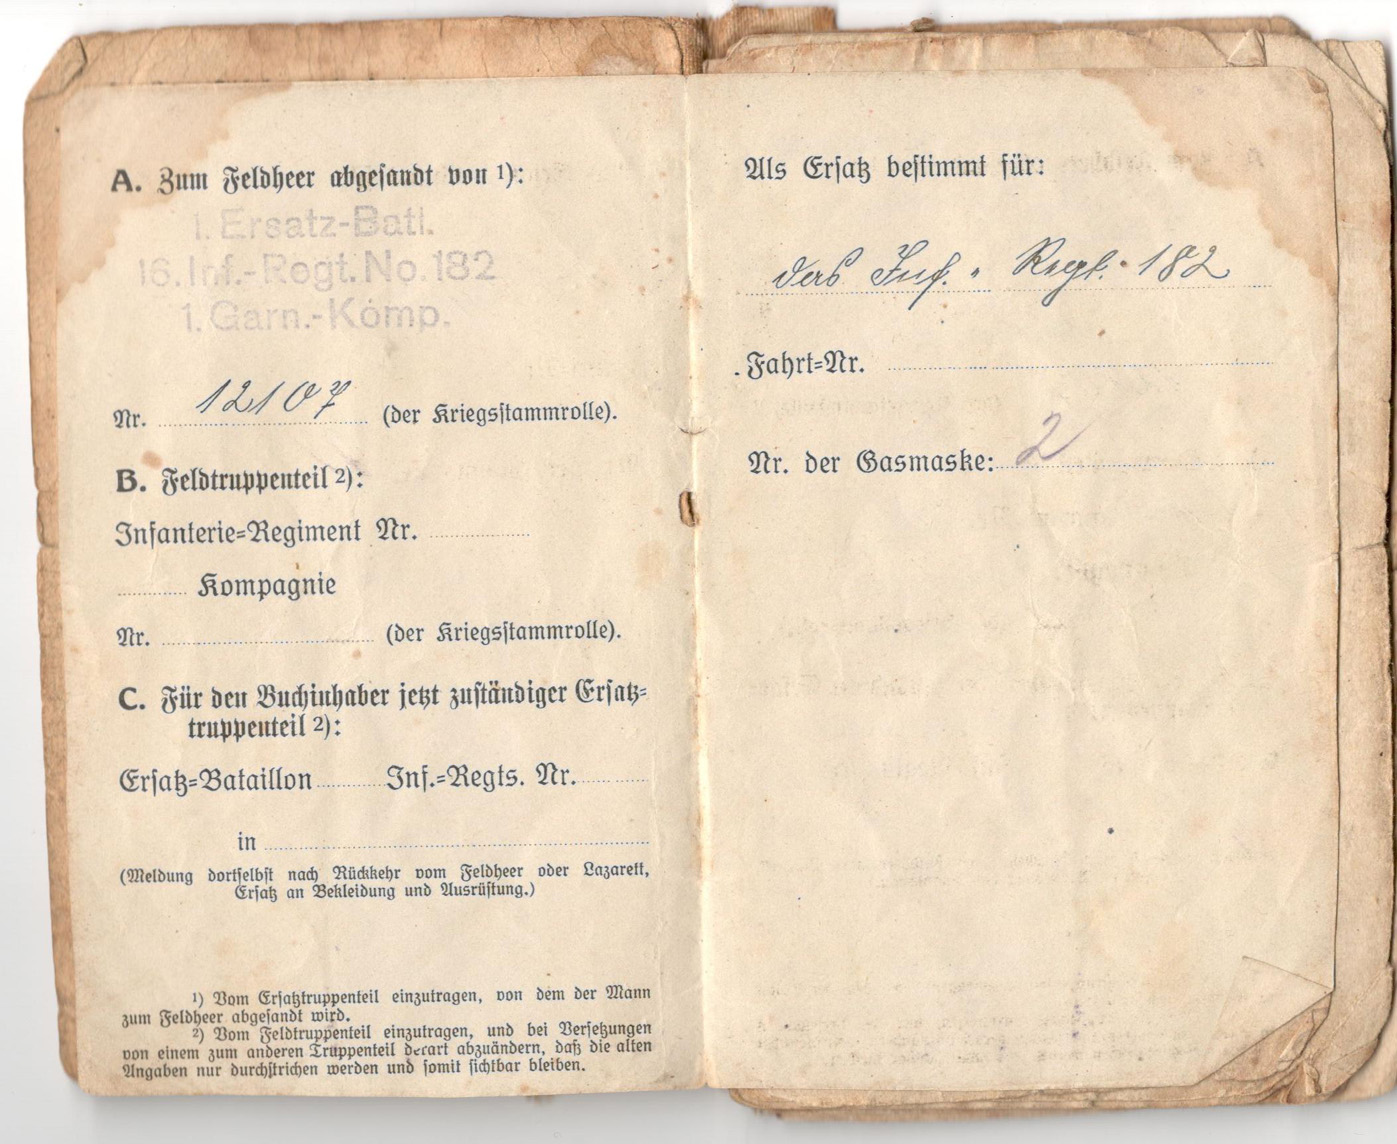 A. Zum Feldheer abgesandt von 1):
1. Ersatz-Batl.
16. Inf.-Regt. No. 182
1. Garn.-Komp.
Nr. 12107 (der Kriegsstammrolle).
B. Feldtruppenteil 2):
Infanterie-Regiment Nr.
Kompagnie
Nr. (der Kriegsstammrolle).
C. Für den Buchinhaber jetzt zuständiger Ersatz-
truppenteil 2):
Ersatz-Bataillon Inf.-Regts. Nr.
in
(Meldung dortselbst nach Rückkehr vom Feldheer oder Lazarett,
Ersatz an Bekleidung und Ausrüstung.)
1) Vom Ersatztruppenteil einzutragen, von dem der Mann
zum Feldheer abgesandt wird.
2) Vom Feldtruppenteil einzutragen, und bei Versetzungen
von einem zum anderen Truppenteil derart abzuändern, daß die alten
Angaben nur durchstrichen werden und somit sichtbar bleiben.
Als Ersatz bestimmt für:
das Inf.-Regt. 182
Fahrt-Nr.
Nr. der Gasmaske: 2